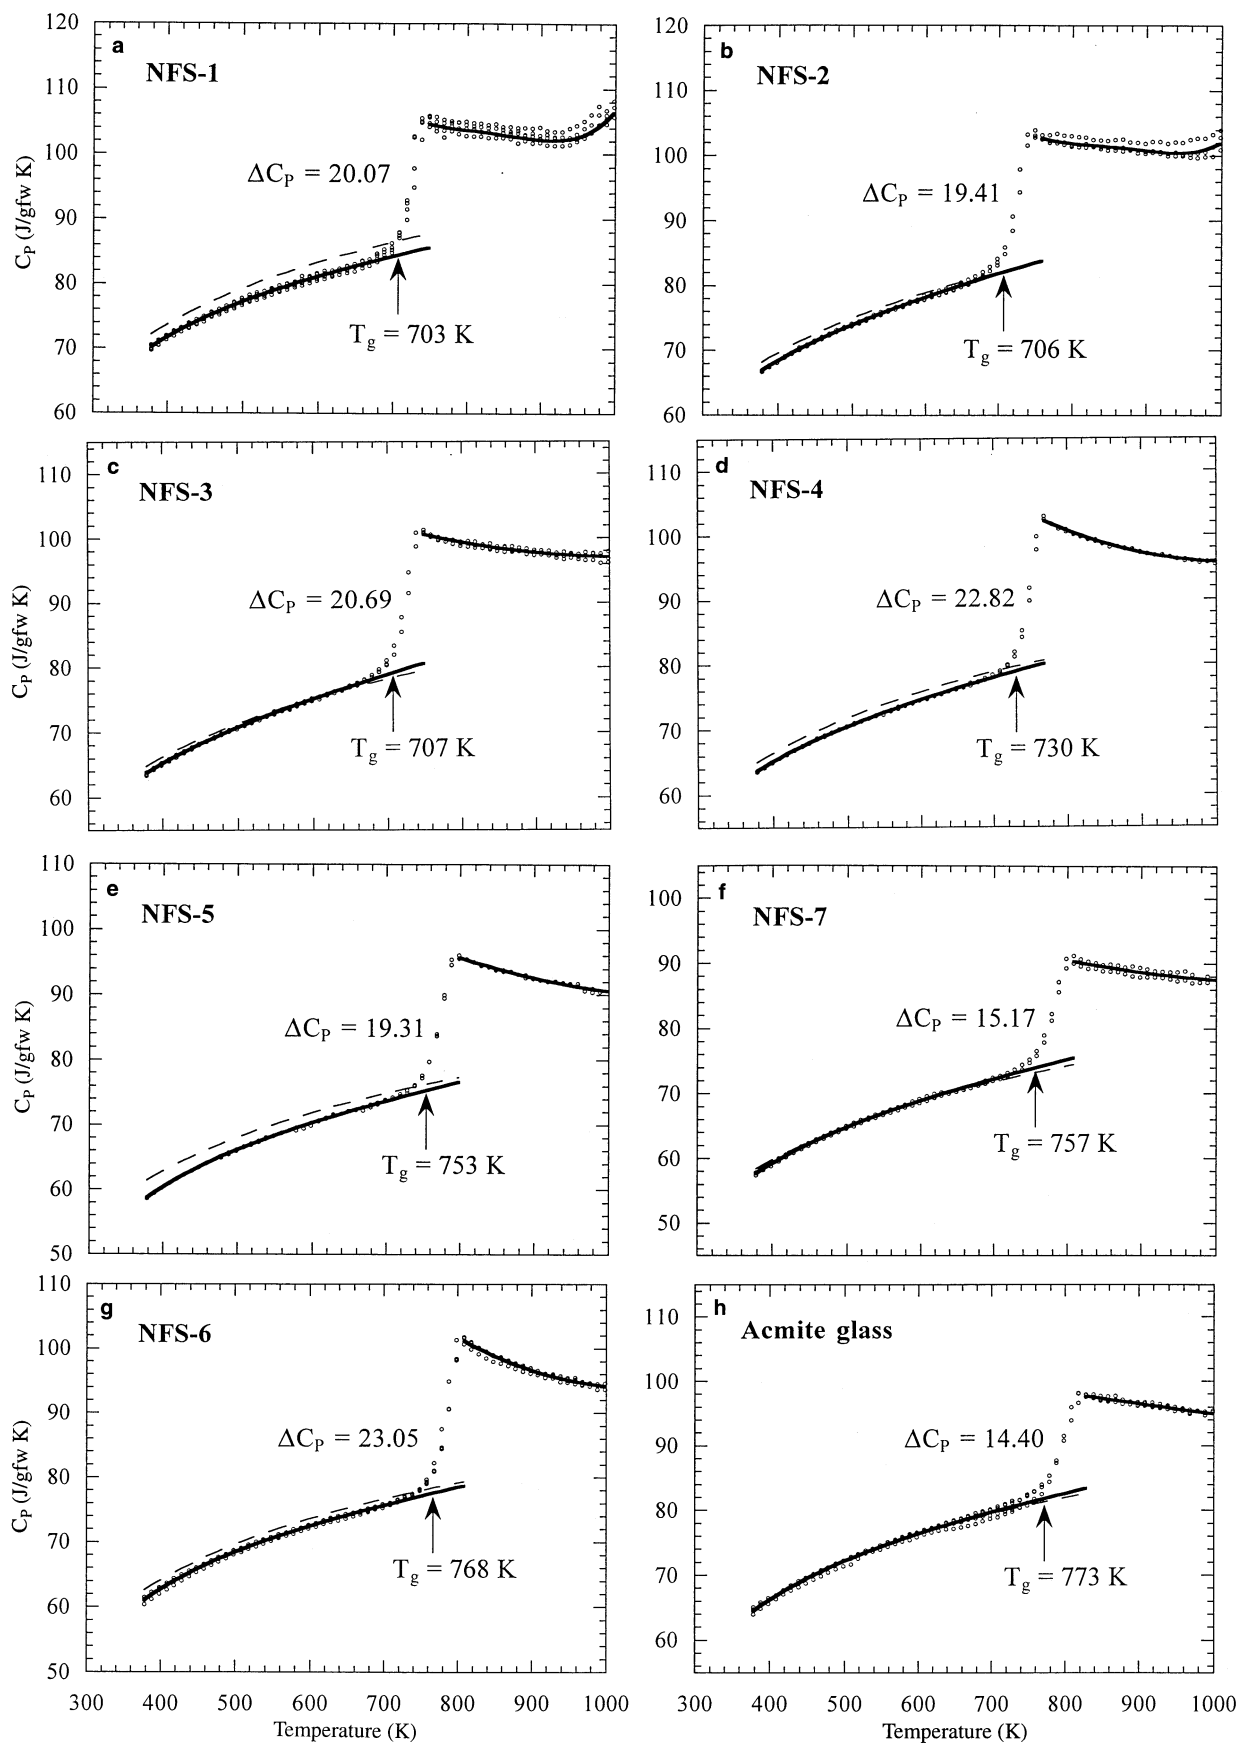 a
NFS-1
120
110
100
90
80
70
60
C_P (J/gfw K)
ΔC_P = 20.07
T_g = 703 K
b
NFS-2
120
110
100
90
80
70
60
ΔC_P = 19.41
T_g = 706 K
c
NFS-3
110
100
90
80
70
60
C_P (J/gfw K)
ΔC_P = 20.69
T_g = 707 K
d
NFS-4
110
100
90
80
70
60
ΔC_P = 22.82
T_g = 730 K
e
NFS-5
110
100
90
80
70
60
50
C_P (J/gfw K)
ΔC_P = 19.31
T_g = 753 K
f
NFS-7
100
90
80
70
60
50
ΔC_P = 15.17
T_g = 757 K
g
NFS-6
110
100
90
80
70
60
50
C_P (J/gfw K)
ΔC_P = 23.05
T_g = 768 K
300 400 500 600 700 800 900 1000
Temperature (K)
h
Acmite glass
110
100
90
80
70
60
ΔC_P = 14.40
T_g = 773 K
300 400 500 600 700 800 900 1000
Temperature (K)